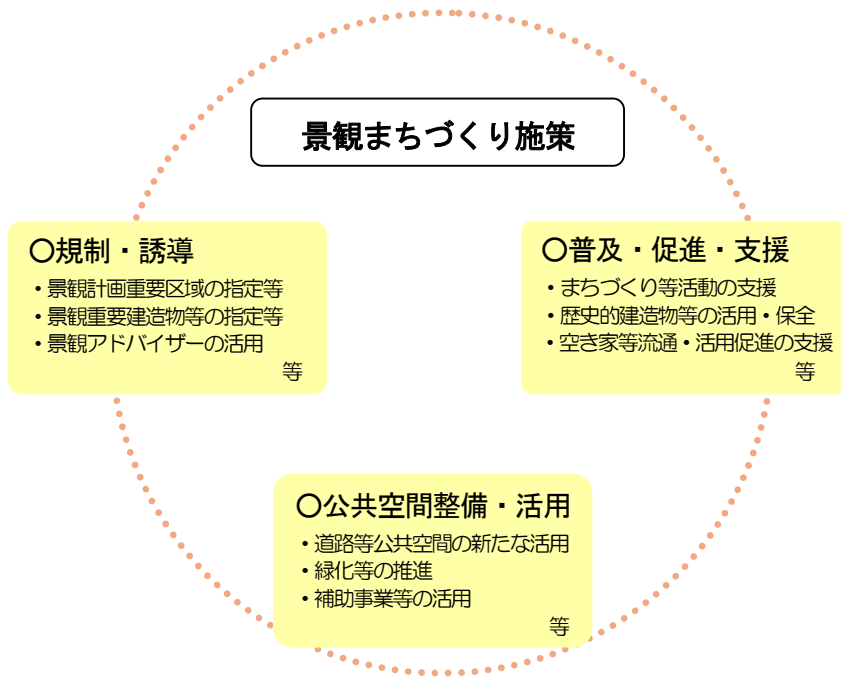 景観まちづくり施策
〇規制・誘導
・景観計画重要区域の指定等
・景観重要建造物等の指定等
・景観アドバイザーの活用
等
〇普及・促進・支援
・まちづくり等活動の支援
・歴史的建造物等の活用・保全
・空き家等流通・活用促進の支援
等
〇公共空間整備・活用
・道路等公共空間の新たな活用
・緑化等の推進
・補助事業等の活用
等